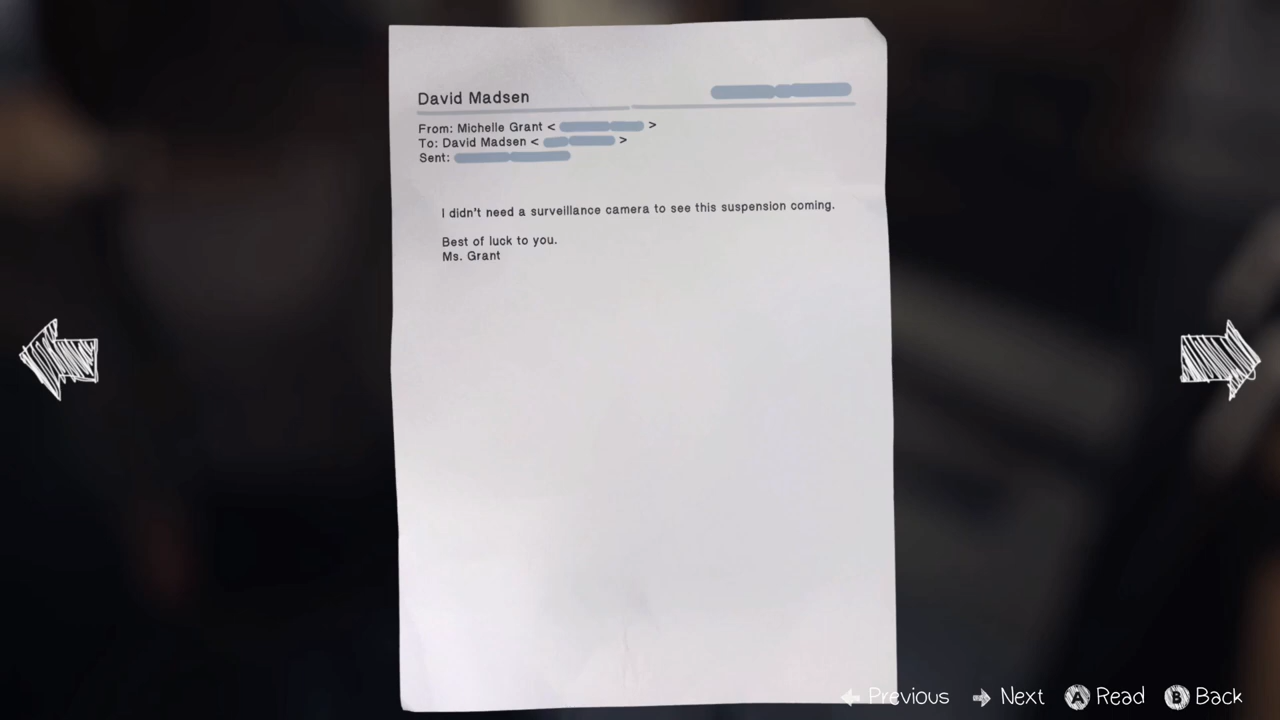 David Madsen
From: Michelle Grant < >
To: David Madsen < >
Sent:
I didn't need a surveillance camera to see this suspension coming.
Best of luck to you.
Ms. Grant
Previous Next A Read B Back